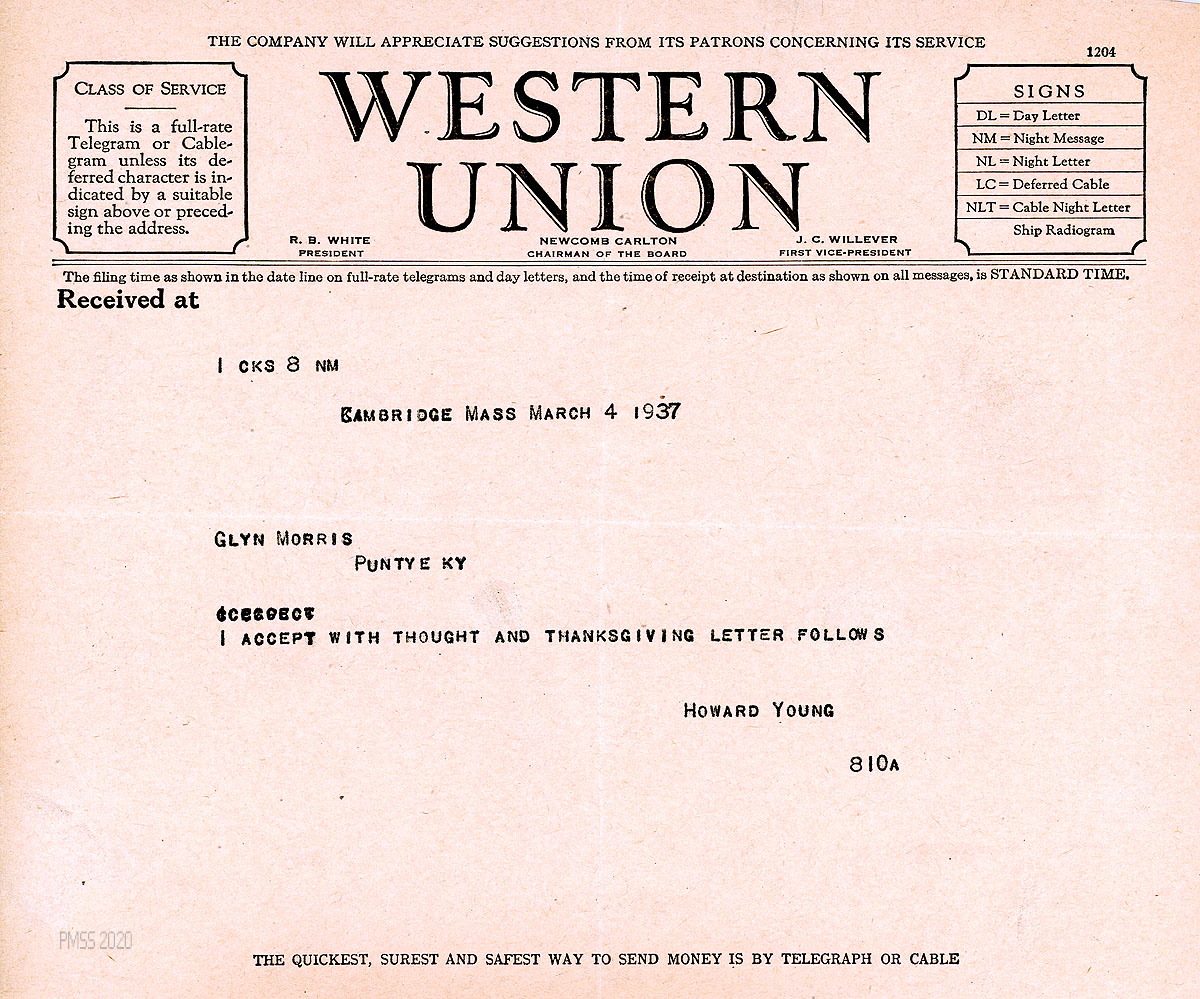 THE COMPANY WILL APPRECIATE SUGGESTIONS FROM ITS PATRONS CONCERNING ITS SERVICE
1204
CLASS OF SERVICE
This is a full-rate
Telegram or Cable-
gram unless its de-
ferred character is in-
dicated by a suitable
sign above or preced-
ing the address.
WESTERN
UNION
R. B. WHITE
PRESIDENT
NEWCOMB CARLTON
CHAIRMAN OF THE BOARD
J. C. WILLEVER
FIRST VICE-PRESIDENT
SIGNS
DL = Day Letter
NM = Night Message
NL = Night Letter
LC = Deferred Cable
NLT = Cable Night Letter
Ship Radiogram
The filing time as shown in the date line on full-rate telegrams and day letters, and the time of receipt at destination as shown on all messages, is STANDARD TIME.
Received at
I CKS 8 NM
CAMBRIDGE MASS MARCH 4 1937
GLYN MORRIS
PUNTYE KY
I ACCEPT WITH THOUGHT AND THANKSGIVING LETTER FOLLOWS
HOWARD YOUNG
810A
PMSS 2020
THE QUICKEST, SUREST AND SAFEST WAY TO SEND MONEY IS BY TELEGRAPH OR CABLE